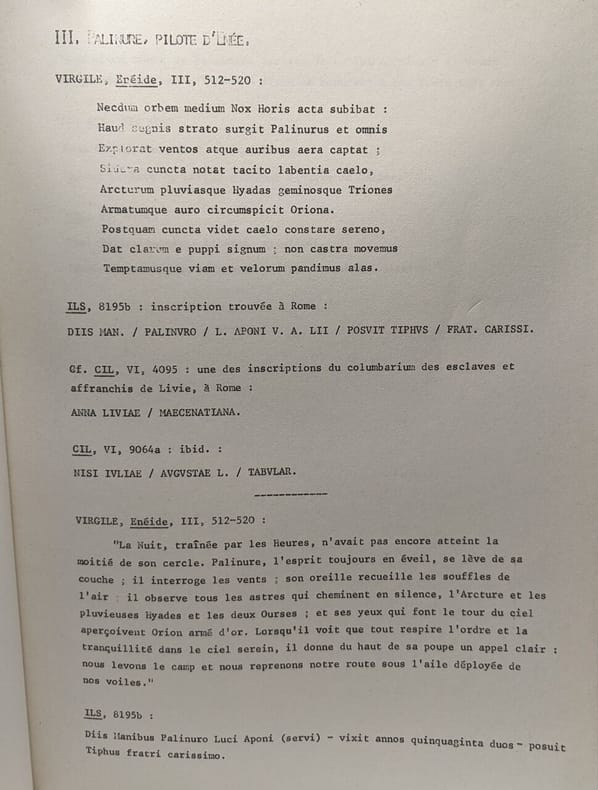 III. PALINURE, PILOTE D'ENÉE.
VIRGILE, Enéide, III, 512-520 :
Necdum orbem medium Nox Horis acta subibat :
Haud segnis strato surgit Palinurus et omnis
Explorat ventos atque auribus aera captat ;
Sidera cuncta notat tacito labentia caelo,
Arcturum pluviasque Hyadas geminosque Triones
Armatumque auro circumspicit Oriona.
Postquam cuncta videt caelo constare sereno,
Dat clarum e puppi signum ; non castra movemus
Temptamusque viam et velorum pandimus alas.
ILS, 8195b : inscription trouvée à Rome :
DIIS MAN. / PALINVRO / L. APONI V. A. LII / POSVIT TIPHVS / FRAT. CARISSI.
Cf. CIL, VI, 4095 : une des inscriptions du columbarium des esclaves et
affranchis de Livie, à Rome :
ANNA LIVIAE / MAECENATIANA.
CIL, VI, 9064a : ibid. :
NISI IVLIAE / AVGVSTAE L. / TABVLAR.
VIRGILE, Enéide, III, 512-520 :
"La Nuit, traînée par les Heures, n'avait pas encore atteint la
moitié de son cercle. Palinure, l'esprit toujours en éveil, se lève de sa
couche ; il interroge les vents ; son oreille recueille les souffles de
l'air ; il observe tous les astres qui cheminent en silence, l'Arcture et les
pluvieuses Hyades et les deux Ourses ; et ses yeux qui font le tour du ciel
aperçoivent Orion armé d'or. Lorsqu'il voit que tout respire l'ordre et la
tranquillité dans le ciel serein, il donne du haut de sa poupe un appel clair :
nous levons le camp et nous reprenons notre route sous l'aile déployée de
nos voiles."
ILS, 8195b :
Diis Manibus Palinuro Luci Aponi (servi) - vixit annos quinquaginta duos - posuit
Tiphus fratri carissimo.